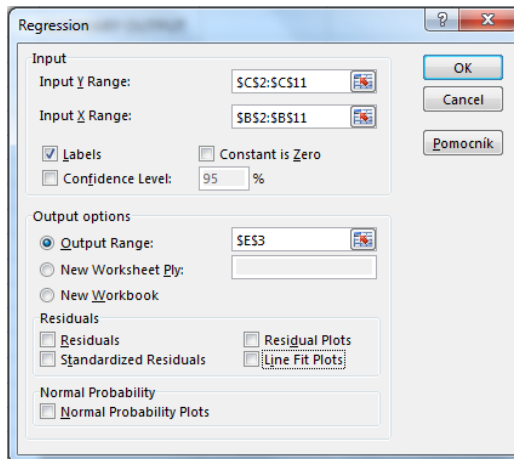 Regression
Input
Input Y Range: $C$2:$C$11
OK
Input X Range: $B$2:$B$11
Cancel
Labels Constant is Zero
Pomocník
Confidence Level: 95 %
Output options
Output Range: $E$3
New Worksheet Ply:
New Workbook
Residuals
Residuals Residual Plots
Standardized Residuals Line Fit Plots
Normal Probability
Normal Probability Plots